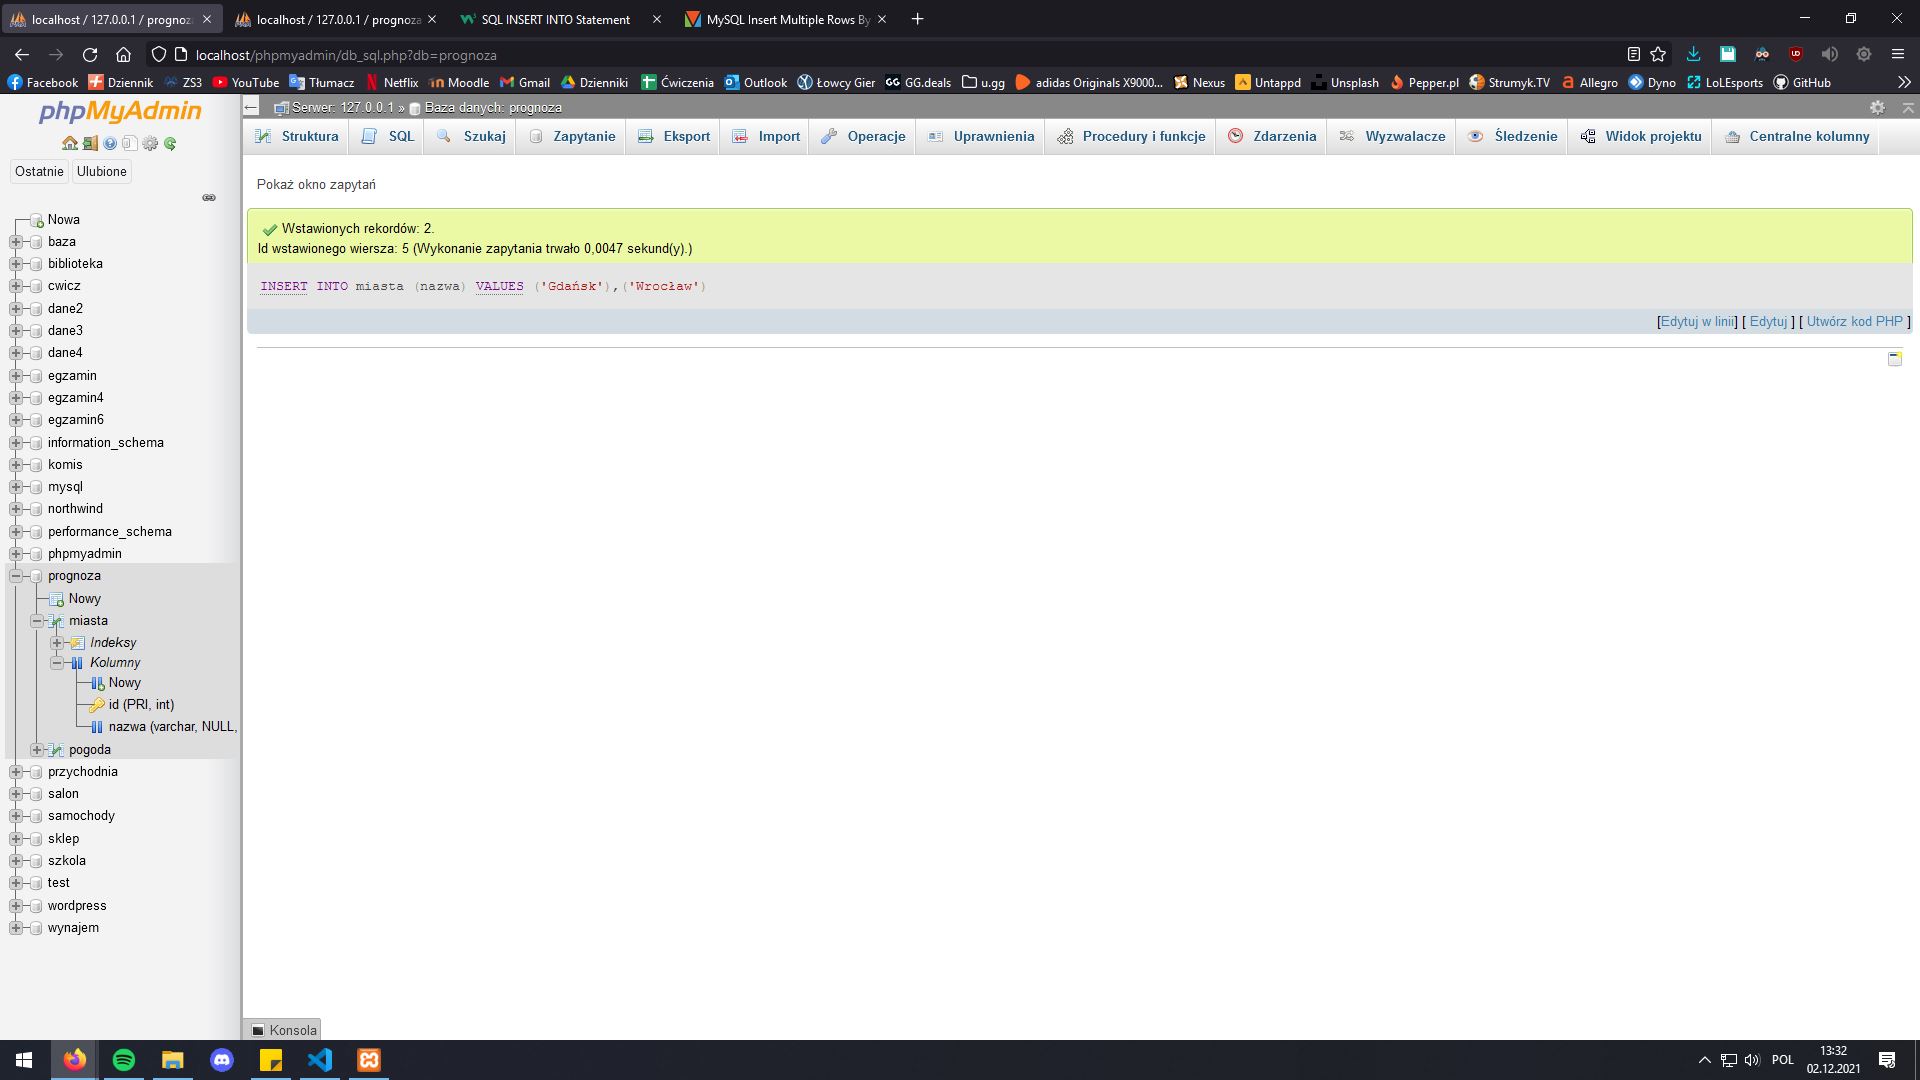 localhost / 127.0.0.1 / prognoz
localhost / 127.0.0.1 / prognoza
SQL INSERT INTO Statement
MySQL Insert Multiple Rows By
localhost/phpmyadmin/db_sql.php?db=prognoza
Facebook Dziennik ZS3 YouTube Tłumacz Netflix Moodle Gmail Dzienniki Ćwiczenia Outlook Łowcy Gier GG.deals u.gg adidas Originals X9000... Nexus Untappd Unsplash Pepper.pl Strumyk.TV Allegro Dyno LoLEsports GitHub
phpMyAdmin
Ostatnie Ulubione
Nowa
baza
biblioteka
cwicz
dane2
dane3
dane4
egzamin
egzamin4
egzamin6
information_schema
komis
mysql
northwind
performance_schema
phpmyadmin
prognoza
Nowy
miasta
Indeksy
Kolumny
Nowy
id (PRI, int)
nazwa (varchar, NULL,
pogoda
przychodnia
salon
samochody
sklep
szkola
test
wordpress
wynajem
Serwer: 127.0.0.1 » Baza danych: prognoza
Struktura SQL Szukaj Zapytanie Eksport Import Operacje Uprawnienia Procedury i funkcje Zdarzenia Wyzwalacze Śledzenie Widok projektu Centralne kolumny
Pokaż okno zapytań
Wstawionych rekordów: 2.
Id wstawionego wiersza: 5 (Wykonanie zapytania trwało 0,0047 sekund(y).)
INSERT INTO miasta (nazwa) VALUES ('Gdańsk'),('Wrocław')
[Edytuj w linii] [ Edytuj ] [ Utwórz kod PHP ]
Konsola
POL
13:32
02.12.2021